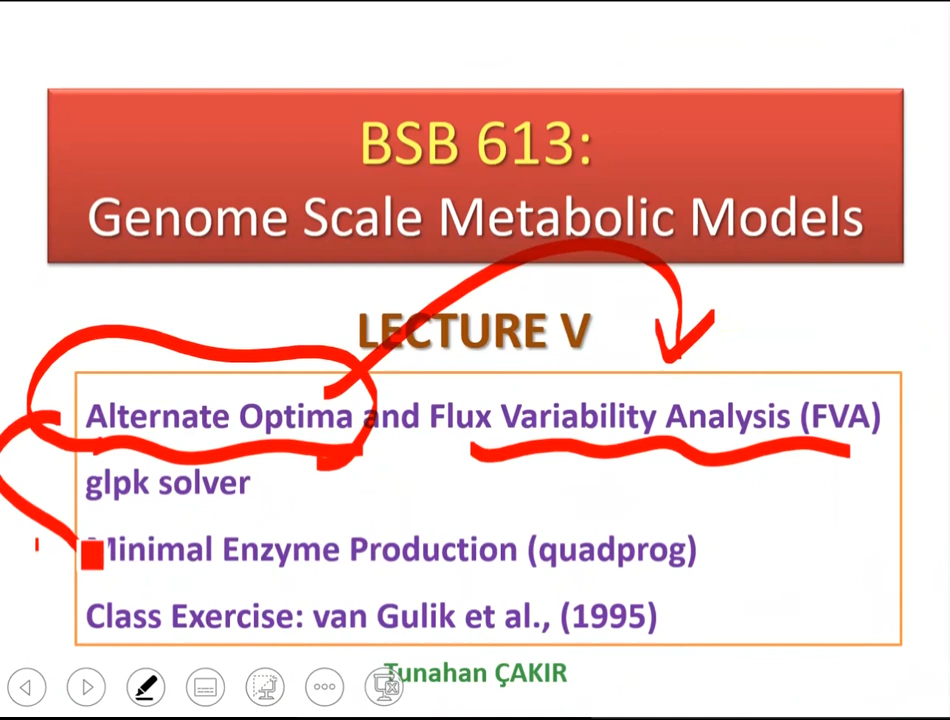 BSB 613:
Genome Scale Metabolic Models
LECTURE V
Alternate Optima and Flux Variability Analysis (FVA)
glpk solver
Minimal Enzyme Production (quadprog)
Class Exercise: van Gulik et al., (1995)
Tunahan ÇAKIR